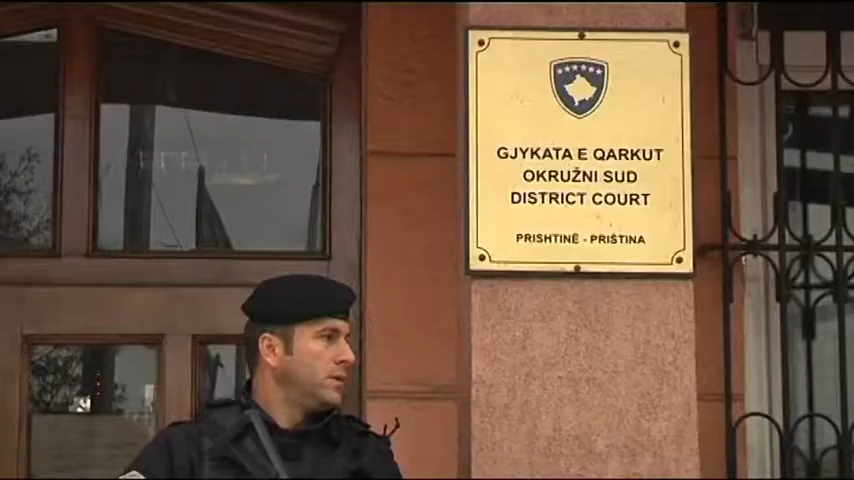 GJYKATA E QARKUT
OKRUŽNI SUD
DISTRICT COURT
PRISHTINË - PRIŠTINA